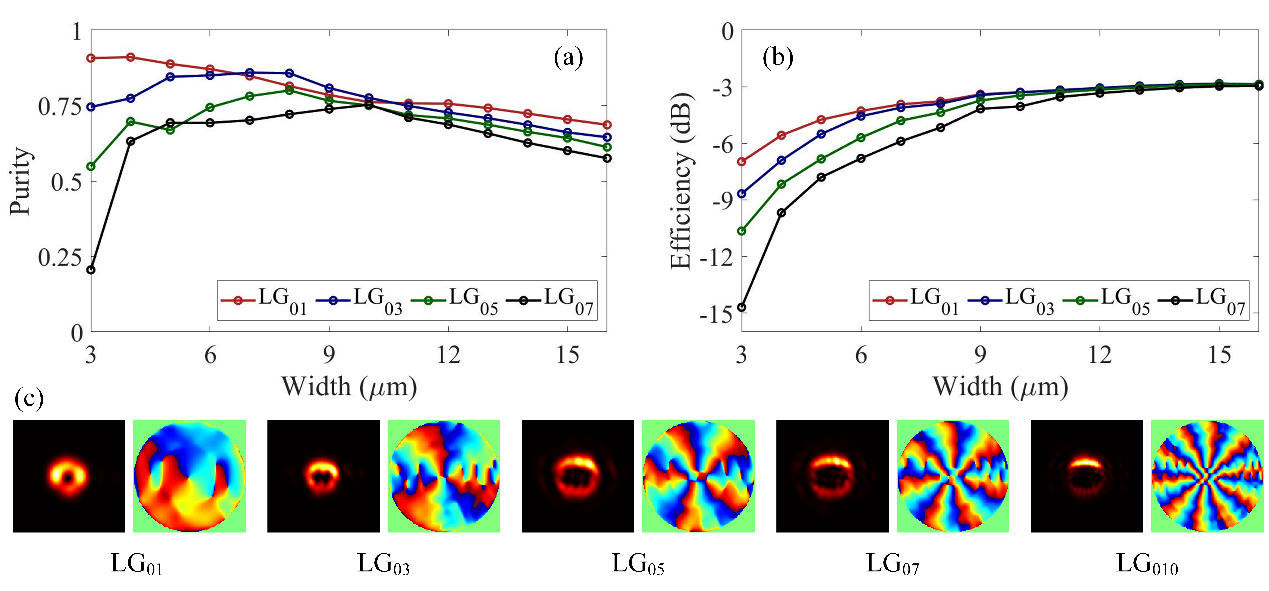 1
0.75
0.5
0.25
0
Purity
(a)
LG01 LG03 LG05 LG07
3 6 9 12 15
Width (μm)
0
-3
-6
-9
-12
-15
Efficiency (dB)
(b)
LG01 LG03 LG05 LG07
3 6 9 12 15
Width (μm)
(c)
LG01 LG03 LG05 LG07 LG010